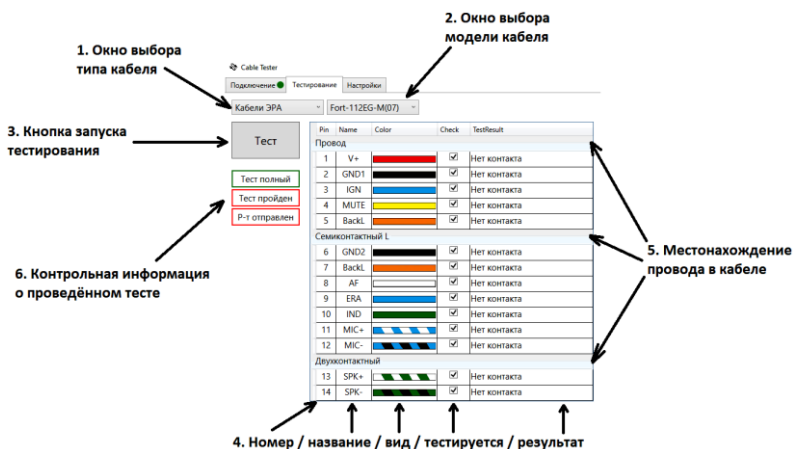 2. Окно выбора
модели кабеля
1. Окно выбора
типа кабеля
Cable Tester
Подключение Тестирование Настройки
Кабели ЭРА Fort-112EG-M(07)
3. Кнопка запуска
тестирования
Тест
Pin Name Color Check TestResult
Провод
1 V+ Нет контакта
2 GND1 Нет контакта
3 IGN Нет контакта
4 MUTE Нет контакта
5 BackL Нет контакта
Тест полный
Тест пройден
Р-т отправлен
Семиконтактный L
6 GND2 Нет контакта
7 BackL Нет контакта
8 AF Нет контакта
9 ERA Нет контакта
10 IND Нет контакта
11 MIC+ Нет контакта
12 MIC- Нет контакта
5. Местонахождение
провода в кабеле
6. Контрольная информация
о проведённом тесте
Двухконтактный
13 SPK+ Нет контакта
14 SPK- Нет контакта
4. Номер / название / вид / тестируется / результат